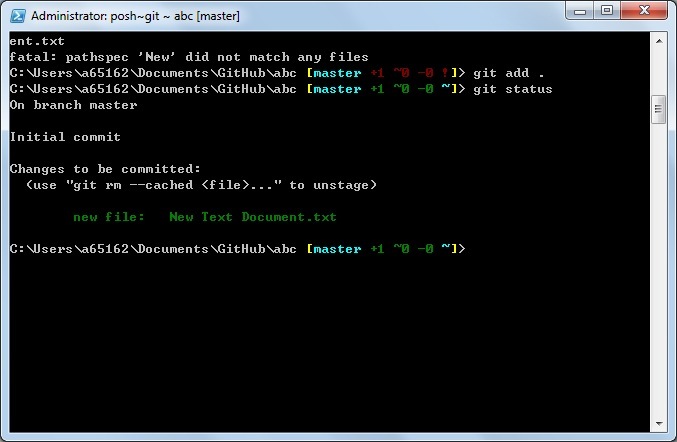 Administrator: posh~git ~ abc [master]
ent.txt
fatal: pathspec 'New' did not match any files
C:\Users\a65162\Documents\GitHub\abc [master +1 ~0 -0 !]> git add .
C:\Users\a65162\Documents\GitHub\abc [master +1 ~0 -0 ~]> git status
On branch master
Initial commit
Changes to be committed:
  (use "git rm --cached <file>..." to unstage)
        new file:   New Text Document.txt
C:\Users\a65162\Documents\GitHub\abc [master +1 ~0 -0 ~]>